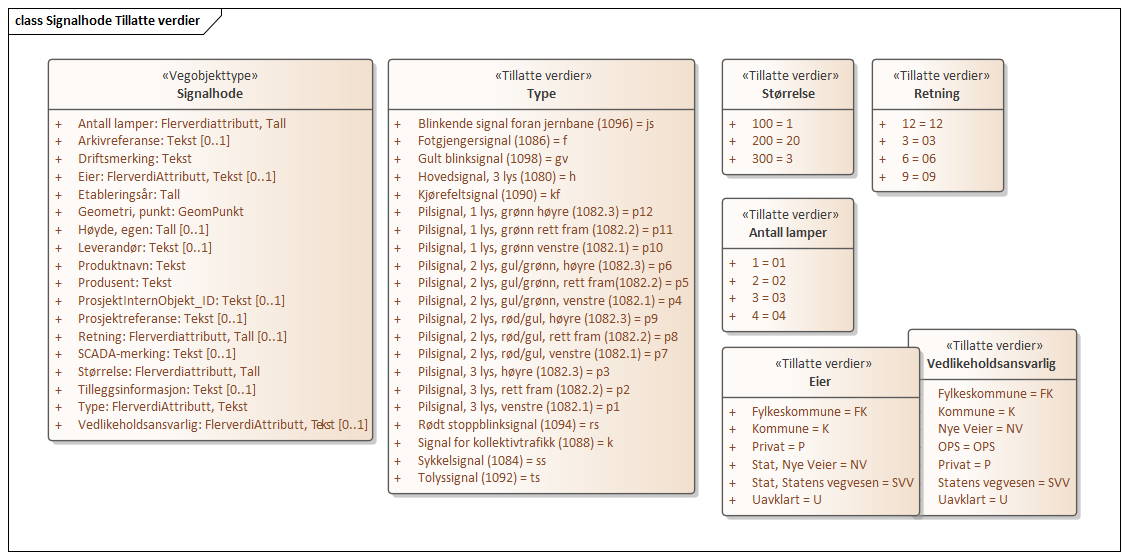 class Signalhode Tillatte verdier
«Vegobjekttype»
Signalhode
+ Antall lamper: Flerverdiattributt, Tall
+ Arkivreferanse: Tekst [0..1]
+ Driftsmerking: Tekst
+ Eier: FlerverdiAttributt, Tekst [0..1]
+ Etableringsår: Tall
+ Geometri, punkt: GeomPunkt
+ Høyde, egen: Tall [0..1]
+ Leverandør: Tekst [0..1]
+ Produktnavn: Tekst
+ Produsent: Tekst
+ ProsjektInternObjekt_ID: Tekst [0..1]
+ Prosjektreferanse: Tekst [0..1]
+ Retning: Flerverdiattributt, Tall [0..1]
+ SCADA-merking: Tekst [0..1]
+ Størrelse: Flerverdiattributt, Tall
+ Tilleggsinformasjon: Tekst [0..1]
+ Type: FlerverdiAttributt, Tekst
+ Vedlikeholdsansvarlig: FlerverdiAttributt, Tekst [0..1]
«Tillatte verdier»
Type
+ Blinkende signal foran jernbane (1096) = js
+ Fotgjengersignal (1086) = f
+ Gult blinksignal (1098) = gv
+ Hovedsignal, 3 lys (1080) = h
+ Kjørefeltsignal (1090) = kf
+ Pilsignal, 1 lys, grønn høyre (1082.3) = p12
+ Pilsignal, 1 lys, grønn rett fram (1082.2) = p11
+ Pilsignal, 1 lys, grønn venstre (1082.1) = p10
+ Pilsignal, 2 lys, gul/grønn, høyre (1082.3) = p6
+ Pilsignal, 2 lys, gul/grønn, rett fram(1082.2) = p5
+ Pilsignal, 2 lys, gul/grønn, venstre (1082.1) = p4
+ Pilsignal, 2 lys, rød/gul, høyre (1082.3) = p9
+ Pilsignal, 2 lys, rød/gul, rett fram (1082.2) = p8
+ Pilsignal, 2 lys, rød/gul, venstre (1082.1) = p7
+ Pilsignal, 3 lys, høyre (1082.3) = p3
+ Pilsignal, 3 lys, rett fram (1082.2) = p2
+ Pilsignal, 3 lys, venstre (1082.1) = p1
+ Rødt stoppblinksignal (1094) = rs
+ Signal for kollektivtrafikk (1088) = k
+ Sykkelsignal (1084) = ss
+ Tolyssignal (1092) = ts
«Tillatte verdier»
Størrelse
+ 100 = 1
+ 200 = 20
+ 300 = 3
«Tillatte verdier»
Retning
+ 12 = 12
+ 3 = 03
+ 6 = 06
+ 9 = 09
«Tillatte verdier»
Antall lamper
+ 1 = 01
+ 2 = 02
+ 3 = 03
+ 4 = 04
«Tillatte verdier»
Eier
+ Fylkeskommune = FK
+ Kommune = K
+ Privat = P
+ Stat, Nye Veier = NV
+ Stat, Statens vegvesen = SVV
+ Uavklart = U
«Tillatte verdier»
Vedlikeholdsansvarlig
Fylkeskommune = FK
Kommune = K
Nye Veier = NV
OPS = OPS
Privat = P
Statens vegvesen = SVV
Uavklart = U